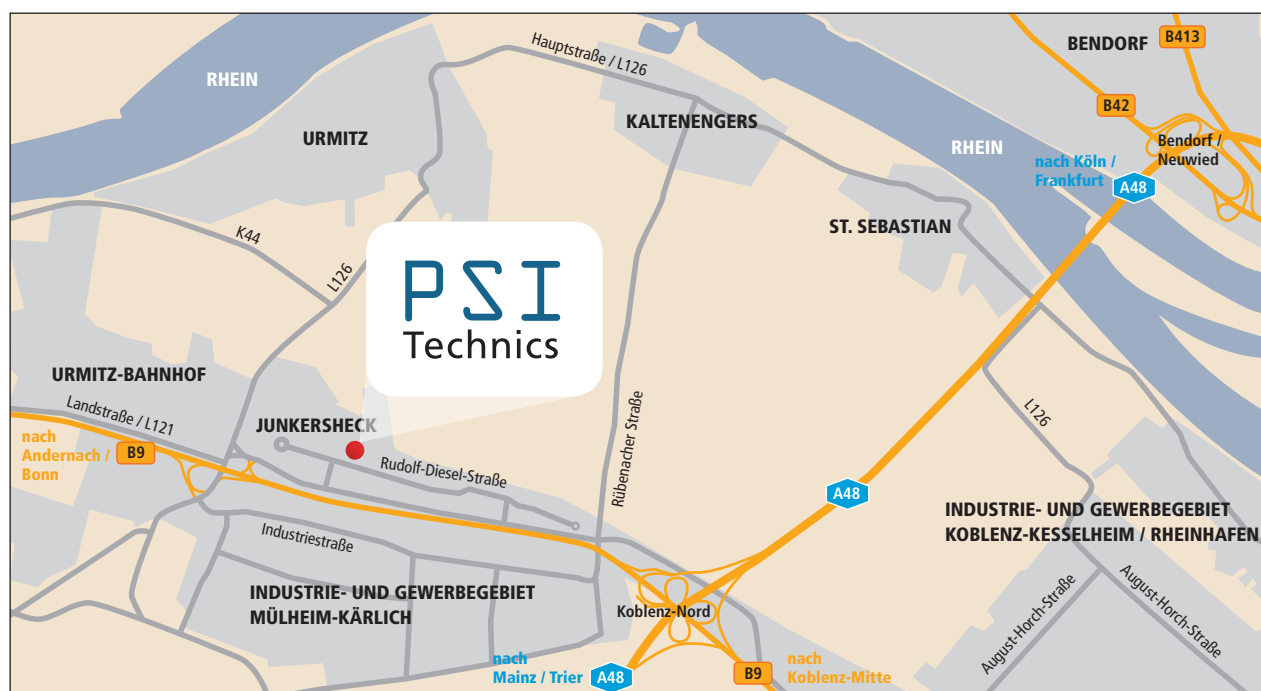 B413
BENDORF
Hauptstraße / L126
RHEIN
B42
URMITZ
KALTENENGERS
Bendorf /
Neuwied
RHEIN
nach Köln /
Frankfurt
A48
ST. SEBASTIAN
K44
L126
PSI
Technics
URMITZ-BAHNHOF
Landstraße / L121
JUNKERSHECK
nach
Andernach /
Bonn
B9
Rudolf-Diesel-Straße
Rübenacher Straße
L126
A48
Industriestraße
INDUSTRIE- UND GEWERBEGEBIET
KOBLENZ-KESSELHEIM / RHEINHAFEN
INDUSTRIE- UND GEWERBEGEBIET
MÜLHEIM-KÄRLICH
Koblenz-Nord
August-Horch-Straße
August-Horch-Straße
nach
Mainz / Trier
A48
B9
nach
Koblenz-Mitte